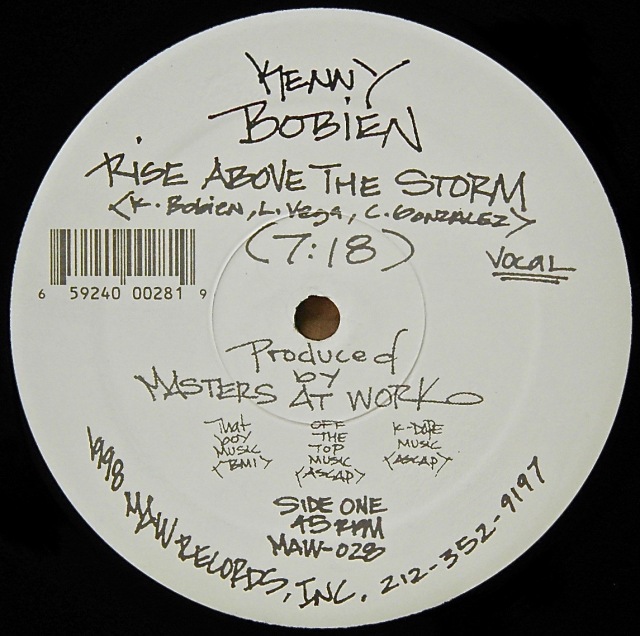 Kenny
Bobien
Rise Above The Storm
(K. Bobien, L. Vega, C. Gonzalez)
(7:18)
Vocal
6 59240 00281 9
Produced
by
Masters At Work
That
Boy
Music
(BMI)
Off
The
Top
Music
(ASCAP)
K-Dope
Music
(ASCAP)
Side One
45 RPM
MAW-028
1998 MAW Records, Inc. 212-352-9197